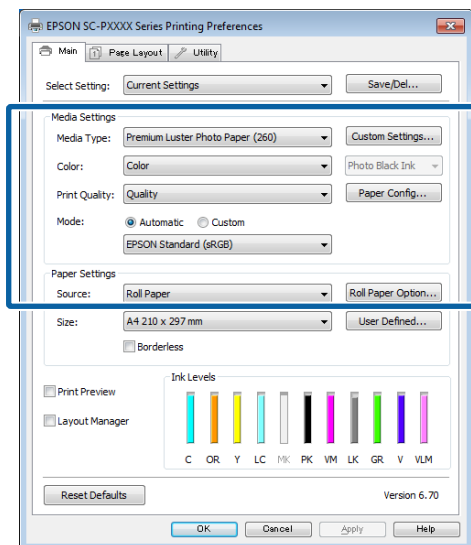 EPSON SC-PXXXX Series Printing Preferences
Main Page Layout Utility
Select Setting: Current Settings Save/Del...
Media Settings
Media Type: Premium Luster Photo Paper (260) Custom Settings...
Color: Color Photo Black Ink
Print Quality: Quality Paper Config...
Mode: Automatic Custom
EPSON Standard (sRGB)
Paper Settings
Source: Roll Paper Roll Paper Option...
Size: A4 210 x 297 mm User Defined...
Borderless
Ink Levels
Print Preview
Layout Manager
C OR Y LC MK PK VM LK GR V VLM
Reset Defaults Version 6.70
OK Cancel Apply Help